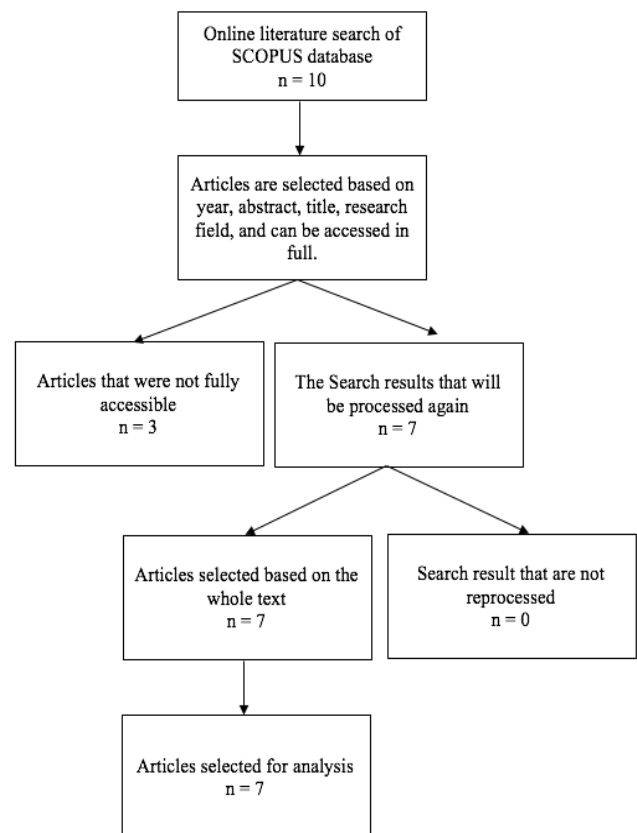 Online literature search of
SCOPUS database
n = 10
Articles are selected based on
year, abstract, title, research
field, and can be accessed in
full.
Articles that were not fully
accessible
n = 3
The Search results that will
be processed again
n = 7
Articles selected based on the
whole text
n = 7
Search result that are not
reprocessed
n = 0
Articles selected for analysis
n = 7